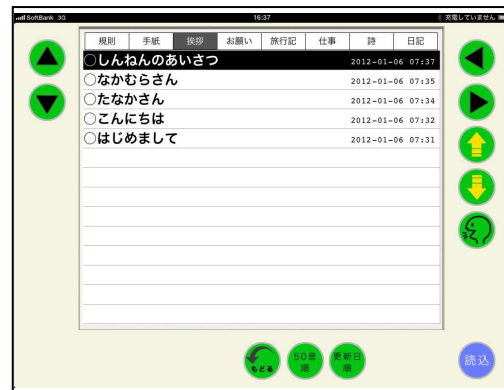 SoftBank 3G 16:37 充電していません
規則 手紙 挨拶 お願い 旅行記 仕事 詩 日記
○しんねんのあいさつ 2012-01-06 07:37
○なかむらさん 2012-01-06 07:35
○たなかさん 2012-01-06 07:34
○こんにちは 2012-01-06 07:32
○はじめまして 2012-01-06 07:31
もどる
50音
順
更新日
順
読込